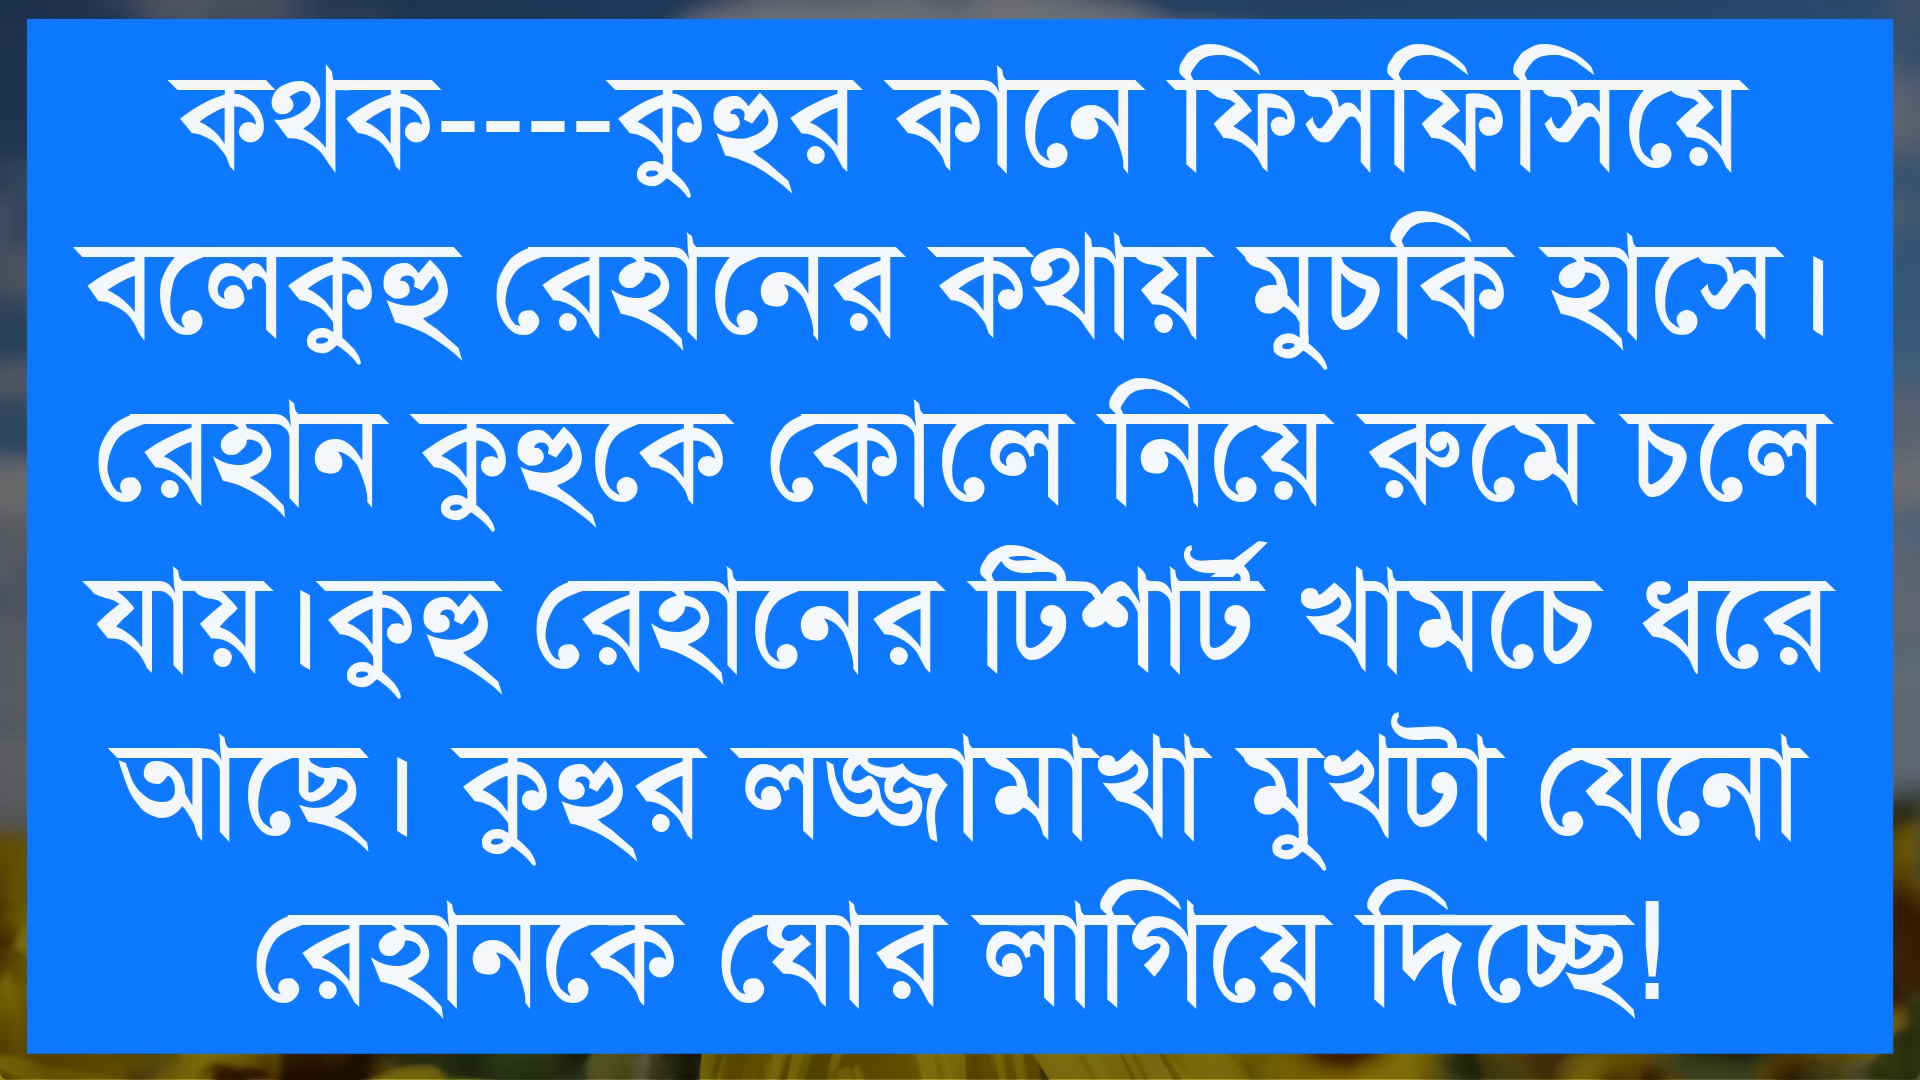 কথক----কুহুর কানে ফিসফিসিয়ে
বলেকুহু রেহানের কথায় মুচকি হাসে।
রেহান কুহুকে কোলে নিয়ে রুমে চলে
যায়।কুহু রেহানের টিশার্ট খামচে ধরে
আছে। কুহুর লজ্জামাখা মুখটা যেনো
রেহানকে ঘোর লাগিয়ে দিচ্ছে!